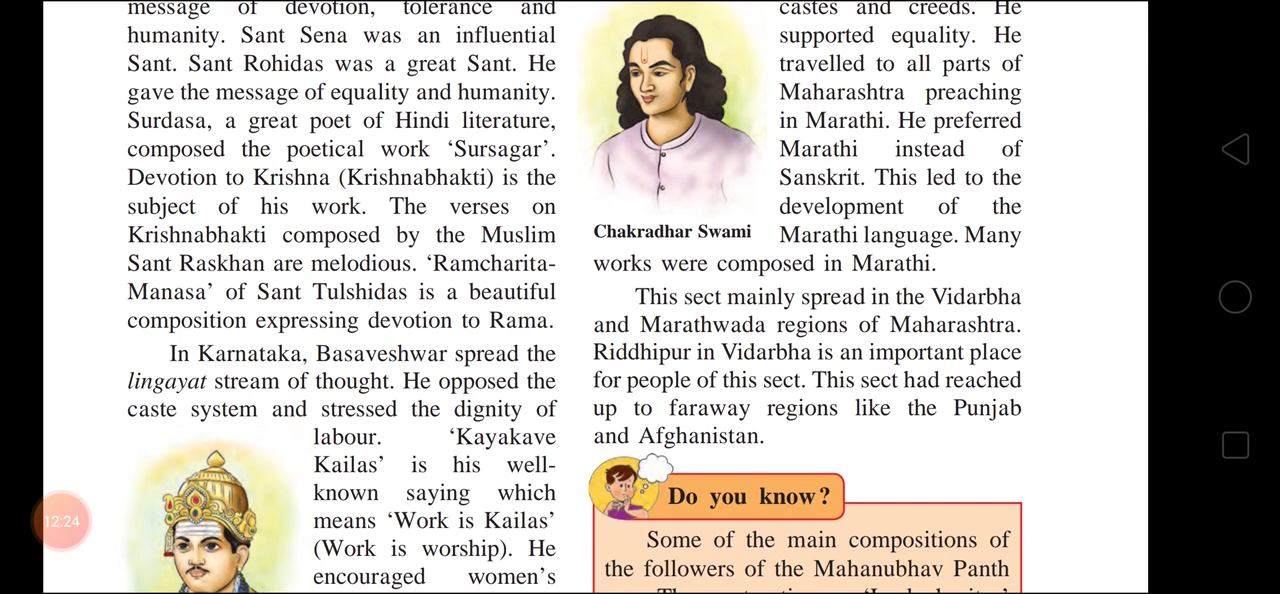 message of devotion, tolerance and
humanity. Sant Sena was an influential
Sant. Sant Rohidas was a great Sant. He
gave the message of equality and humanity.
Surdasa, a great poet of Hindi literature,
composed the poetical work ‘Sursagar’.
Devotion to Krishna (Krishnabhakti) is the
subject of his work. The verses on
Krishnabhakti composed by the Muslim
Sant Raskhan are melodious. ‘Ramcharita-
Manasa’ of Sant Tulshidas is a beautiful
composition expressing devotion to Rama.
In Karnataka, Basaveshwar spread the
lingayat stream of thought. He opposed the
caste system and stressed the dignity of
labour. ‘Kayakave
Kailas’ is his well-
known saying which
means ‘Work is Kailas’
(Work is worship). He
encouraged women’s
12:24
castes and creeds. He
supported equality. He
travelled to all parts of
Maharashtra preaching
in Marathi. He preferred
Marathi instead of
Sanskrit. This led to the
development of the
Chakradhar Swami
Marathi language. Many
works were composed in Marathi.
This sect mainly spread in the Vidarbha
and Marathwada regions of Maharashtra.
Riddhipur in Vidarbha is an important place
for people of this sect. This sect had reached
up to faraway regions like the Punjab
and Afghanistan.
Do you know?
Some of the main compositions of
the followers of the Mahanubhav Panth